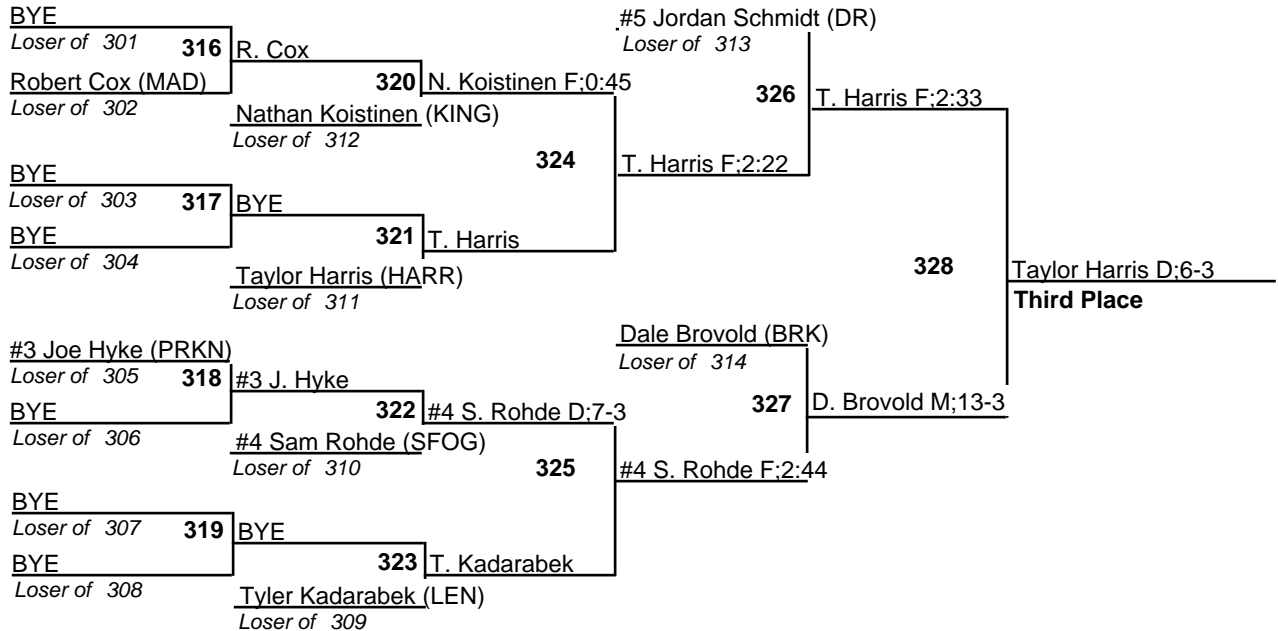 BYE
Loser of 301
316
R. Cox
Robert Cox (MAD)
Loser of 302
320
N. Koistinen F;0:45
Nathan Koistinen (KING)
Loser of 312
BYE
Loser of 303
317
BYE
BYE
Loser of 304
321
T. Harris
Taylor Harris (HARR)
Loser of 311
324
T. Harris F;2:22
#5 Jordan Schmidt (DR)
Loser of 313
326
T. Harris F;2:33
#3 Joe Hyke (PRKN)
Loser of 305
318
#3 J. Hyke
BYE
Loser of 306
322
#4 S. Rohde D;7-3
#4 Sam Rohde (SFOG)
Loser of 310
BYE
Loser of 307
319
BYE
BYE
Loser of 308
323
T. Kadarabek
Tyler Kadarabek (LEN)
Loser of 309
325
#4 S. Rohde F;2:44
Dale Brovold (BRK)
Loser of 314
327
D. Brovold M;13-3
328
Taylor Harris D;6-3
Third Place